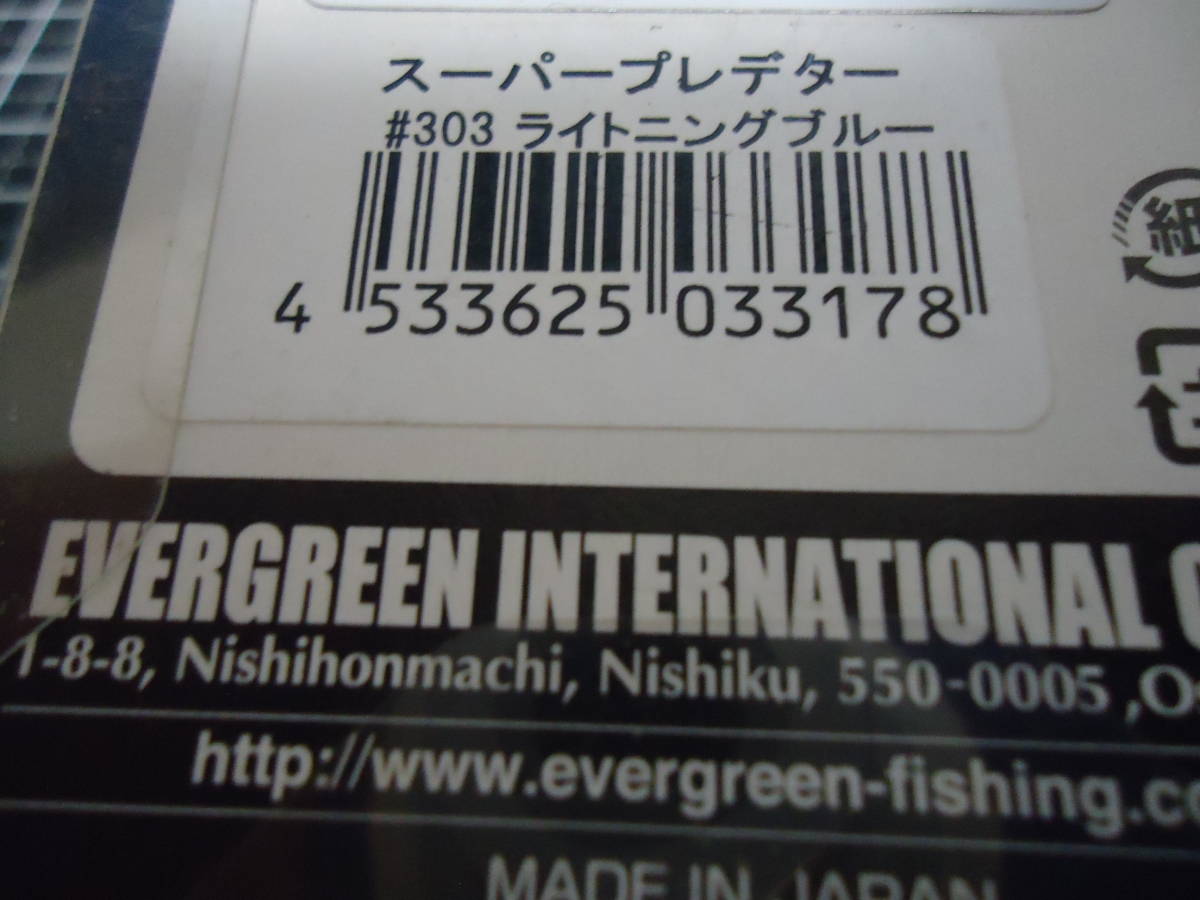 スーパープレデター
#303 ライトニングブルー
4 533625 033178
紙
EVERGREEN INTERNATIONAL
1-8-8, Nishihonmachi, Nishiku, 550-0005 ,O
http://www.evergreen-fishing.c
MADE IN JAPAN